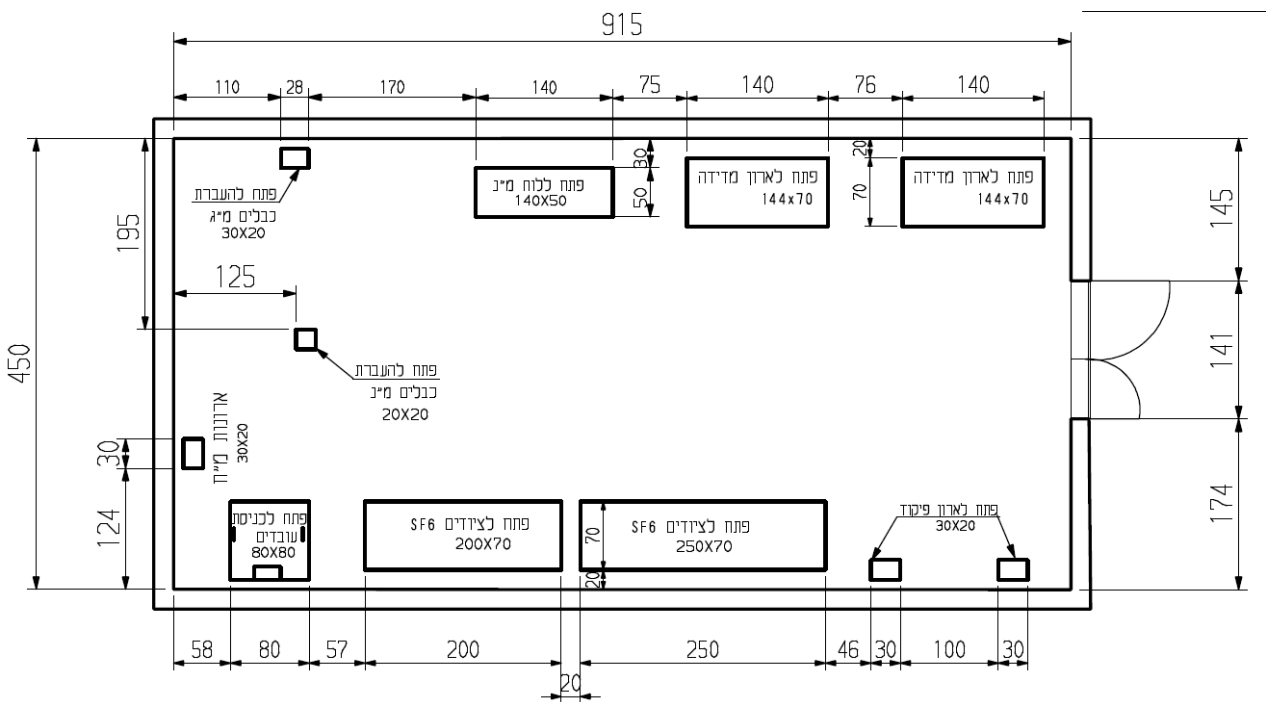 915
110 28 170 140 75 140 76 140
פתח להעברת
כבלים מ"ג
30X20
30
50
פתח ללוח מ"נ
140X50
פתח לארון מדידה
144x70
20
70
פתח לארון מדידה
144x70
450
195
125
145
141
174
פתח להעברת
כבלים מ"נ
20X20
ארונות מ"ח
30X20
30
124
פתח לכניסת
עובדים
80X80
פתח לציודים SF6
200X70
70
20
פתח לציודים SF6
250X70
פתח לארון פיקוד
30X20
58 80 57 200 250 46 30 100 30
20